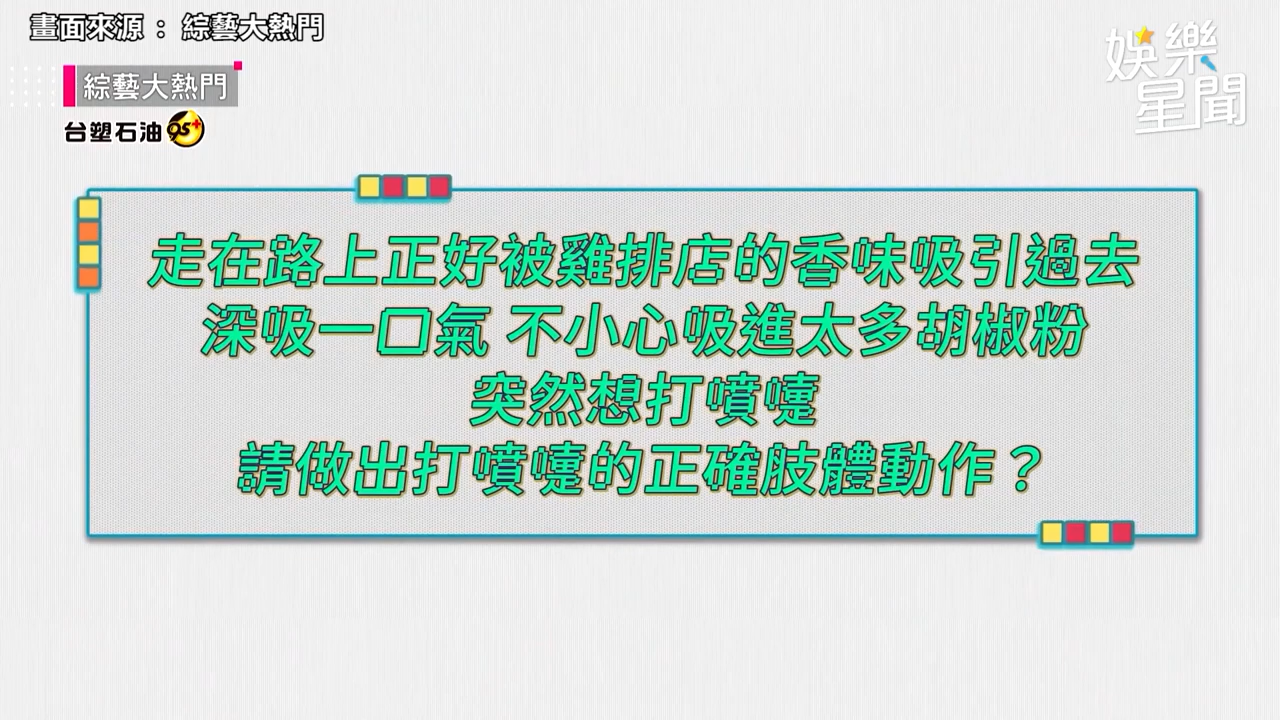 畫面來源： 綜藝大熱門
娛樂
星聞
綜藝大熱門
台塑石油 95+
走在路上正好被雞排店的香味吸引過去
深吸一口氣 不小心吸進太多胡椒粉
突然想打噴嚏
請做出打噴嚏的正確肢體動作？